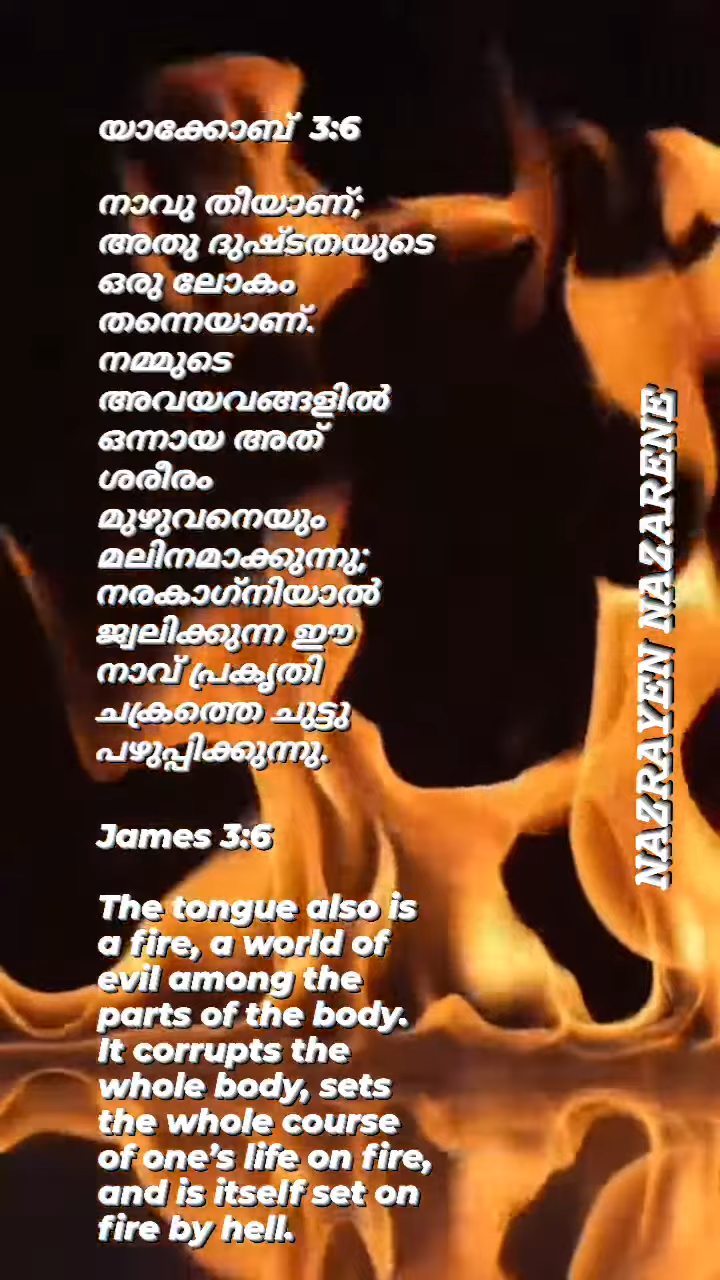 യാക്കോബ് 3:6
നാവു തീയാണ്;
അതു ദുഷ്ടതയുടെ
ഒരു ലോകം
തന്നെയാണ്.
നമ്മുടെ
അവയവങ്ങളിൽ
ഒന്നായ അത്
ശരീരം
മുഴുവനെയും
മലിനമാക്കുന്നു;
നരകാഗ്നിയാൽ
ജ്വലിക്കുന്ന ഈ
നാവ് പ്രകൃതി
ചക്രത്തെ ചുട്ടു
പഴുപ്പിക്കുന്നു.
James 3:6
The tongue also is
a fire, a world of
evil among the
parts of the body.
It corrupts the
whole body, sets
the whole course
of one’s life on fire,
and is itself set on
fire by hell.
NAZRAYEN NAZARENE